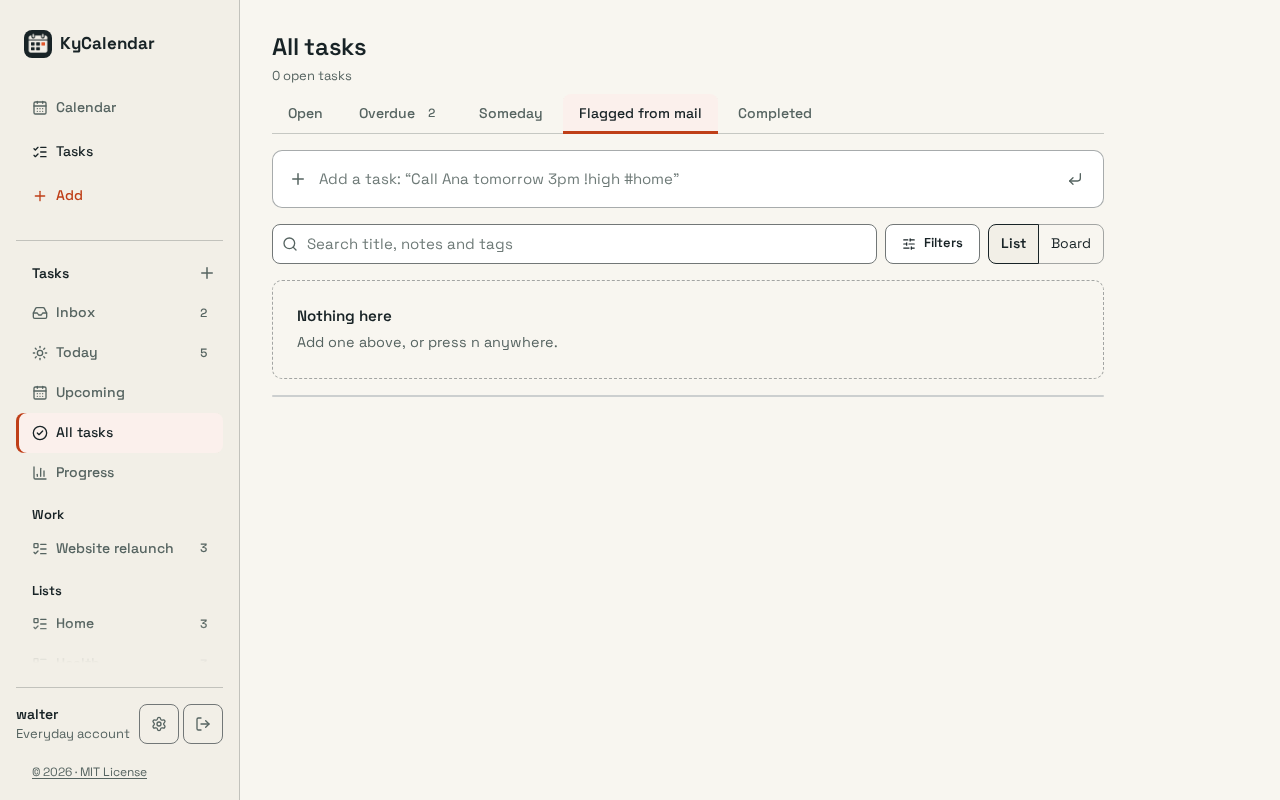 KyCalendar
Calendar
Tasks
Add
Tasks
Inbox 2
Today 5
Upcoming
All tasks
Progress
Work
Website relaunch 3
Lists
Home 3
walter
Everyday account
© 2026 · MIT License
All tasks
0 open tasks
Open Overdue 2 Someday Flagged from mail Completed
Add a task: “Call Ana tomorrow 3pm !high #home”
Search title, notes and tags
Filters
List Board
Nothing here
Add one above, or press n anywhere.